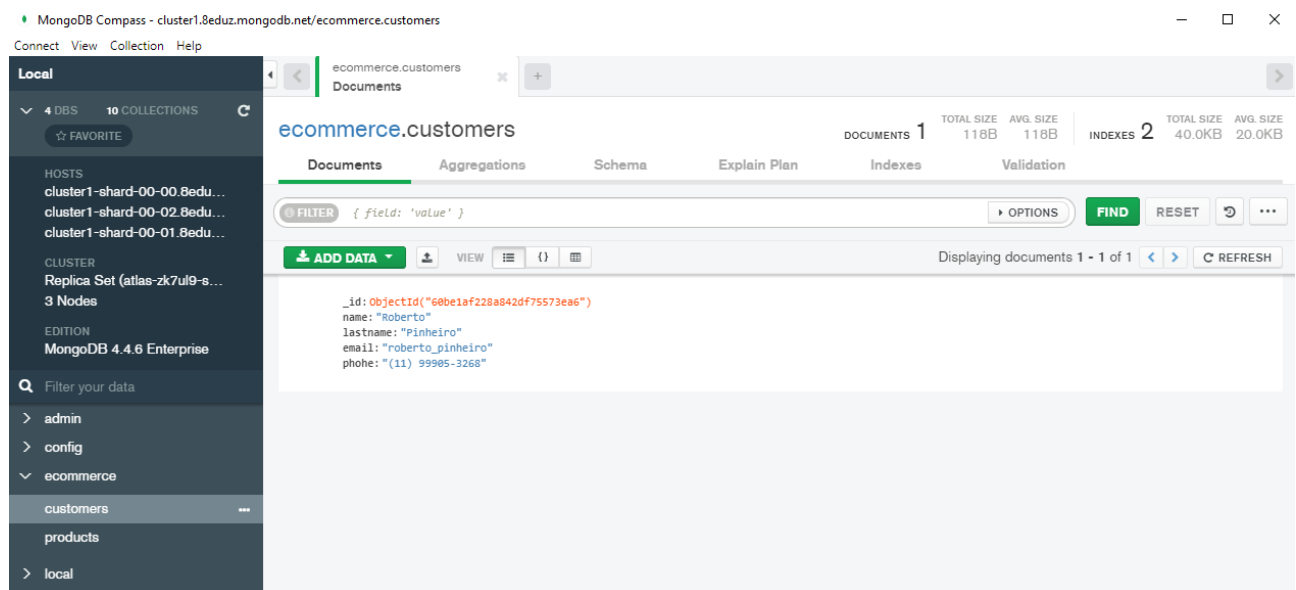 MongoDB Compass - cluster1.8eduz.mongodb.net/ecommerce.customers
Connect View Collection Help
Local
4 DBS 10 COLLECTIONS
☆ FAVORITE
HOSTS
cluster1-shard-00-00.8edu...
cluster1-shard-00-02.8edu...
cluster1-shard-00-01.8edu...
CLUSTER
Replica Set (atlas-zk7ul9-s...
3 Nodes
EDITION
MongoDB 4.4.6 Enterprise
Filter your data
admin
config
ecommerce
customers
products
local
ecommerce.customers
Documents
ecommerce.customers
DOCUMENTS 1 TOTAL SIZE 118B AVG. SIZE 118B INDEXES 2 TOTAL SIZE 40.0KB AVG. SIZE 20.0KB
Documents Aggregations Schema Explain Plan Indexes Validation
FILTER { field: 'value' } OPTIONS FIND RESET
ADD DATA VIEW {} Displaying documents 1 - 1 of 1 REFRESH
_id: ObjectId("60be1af228a842df75573ea6")
name: "Roberto"
lastname: "Pinheiro"
email: "roberto_pinheiro"
phohe: "(11) 99905-3268"